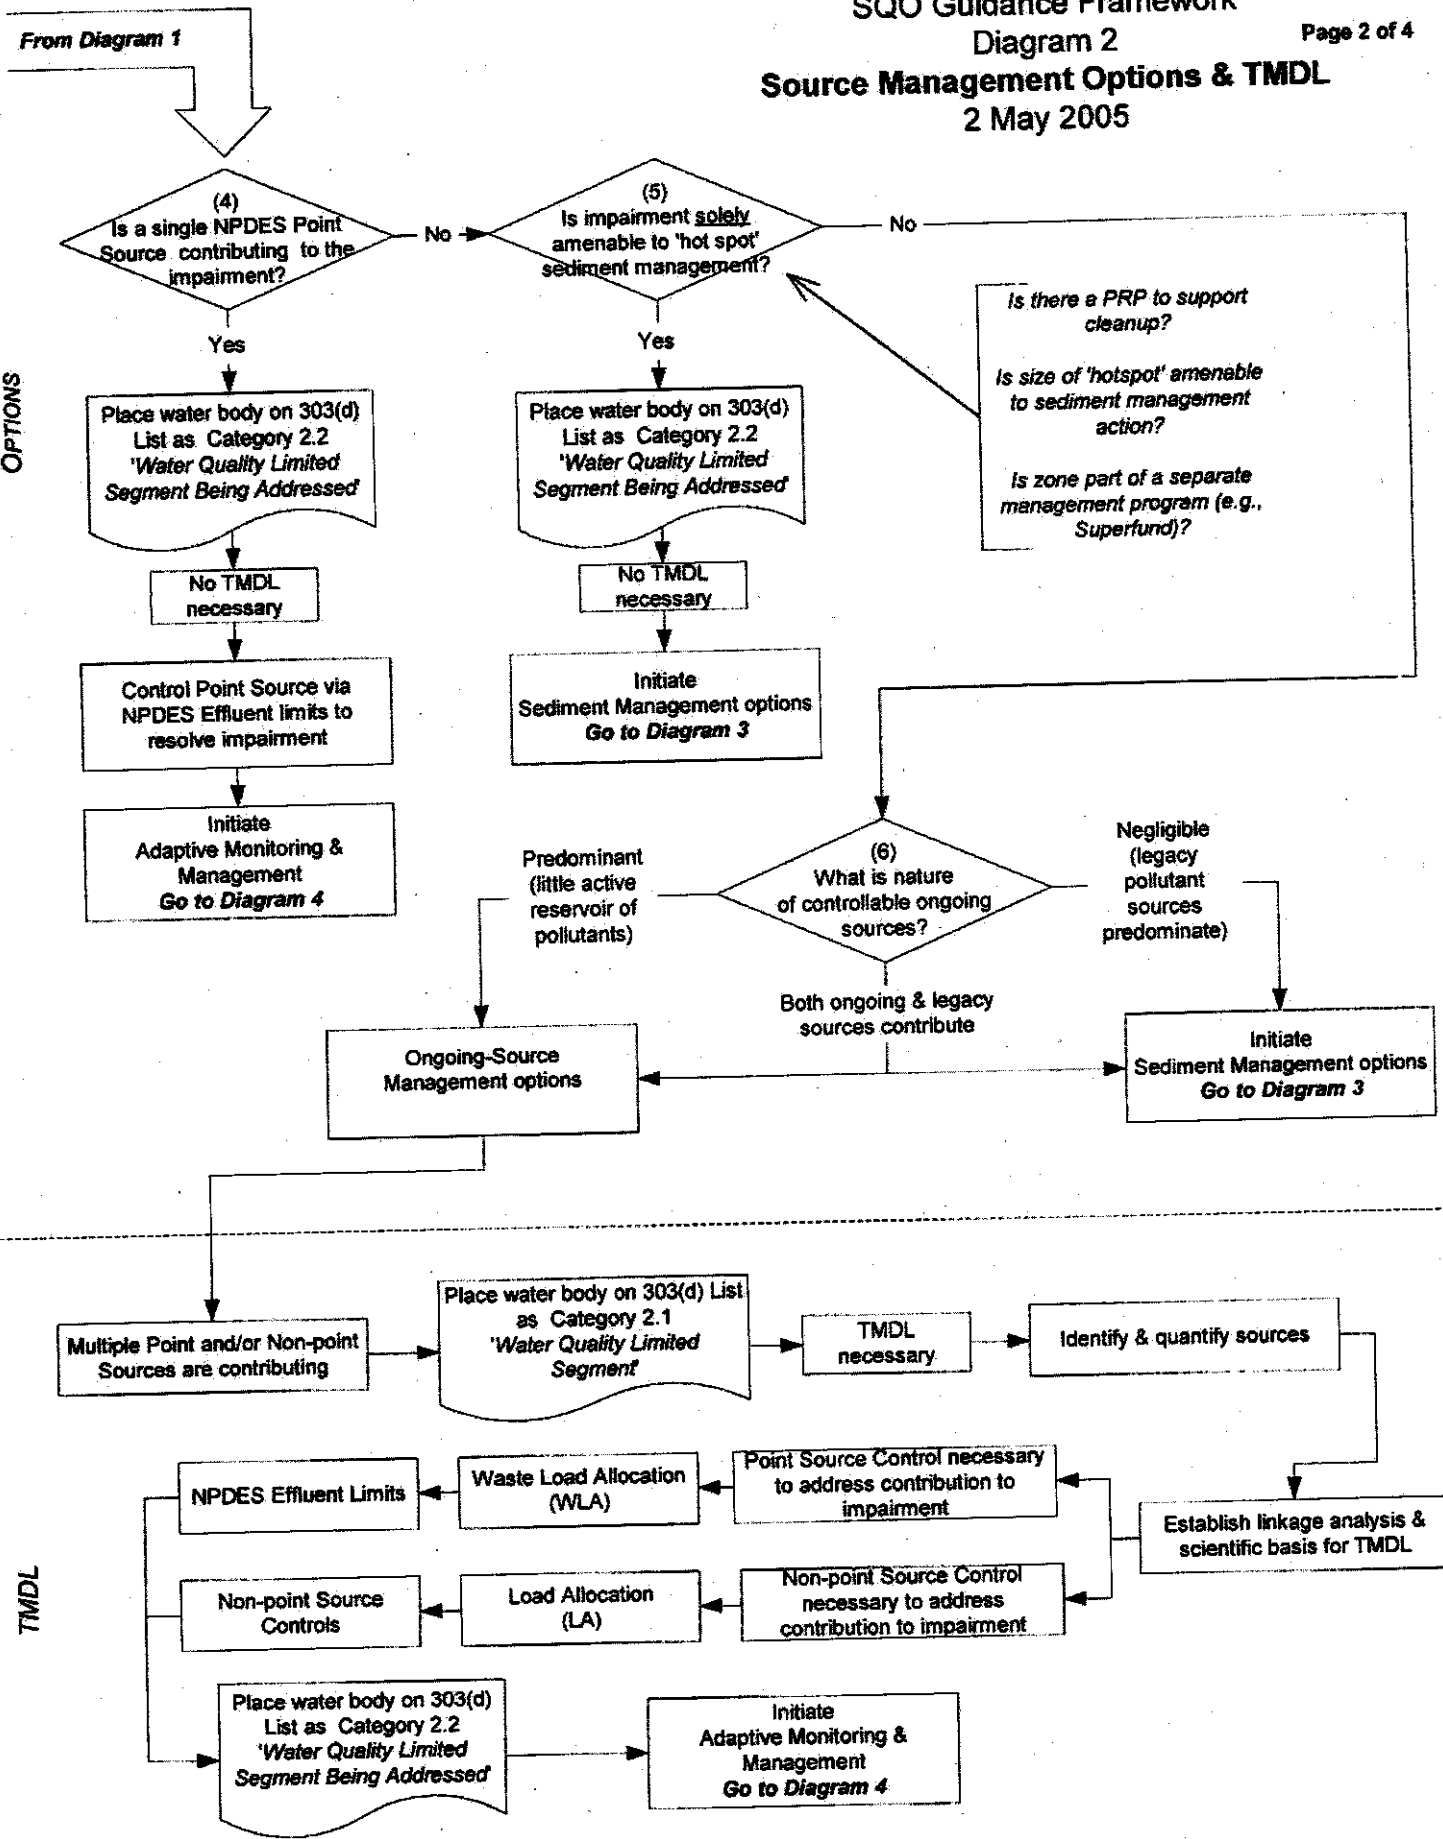 SQO Guidance Framework
Diagram 2
Page 2 of 4
Source Management Options & TMDL
2 May 2005
From Diagram 1
(4)
Is a single NPDES Point
Source contributing to the
impairment?
No
(5)
Is impairment solely
amenable to 'hot spot'
sediment management?
No
Is there a PRP to support
cleanup?
Is size of 'hotspot' amenable
to sediment management
action?
Is zone part of a separate
management program (e.g.,
Superfund)?
Yes
Yes
OPTIONS
Place water body on 303(d)
List as Category 2.2
'Water Quality Limited
Segment Being Addressed'
Place water body on 303(d)
List as Category 2.2
'Water Quality Limited
Segment Being Addressed'
No TMDL
necessary
No TMDL
necessary
Control Point Source via
NPDES Effluent limits to
resolve impairment
Initiate
Sediment Management options
Go to Diagram 3
Initiate
Adaptive Monitoring &
Management
Go to Diagram 4
Predominant
(little active
reservoir of
pollutants)
(6)
What is nature
of controllable ongoing
sources?
Negligible
(legacy
pollutant
sources
predominate)
Both ongoing & legacy
sources contribute
Ongoing-Source
Management options
Initiate
Sediment Management options
Go to Diagram 3
Multiple Point and/or Non-point
Sources are contributing
Place water body on 303(d) List
as Category 2.1
'Water Quality Limited
Segment'
TMDL
necessary
Identify & quantify sources
NPDES Effluent Limits
Waste Load Allocation
(WLA)
Point Source Control necessary
to address contribution to
impairment
Establish linkage analysis &
scientific basis for TMDL
TMDL
Non-point Source
Controls
Load Allocation
(LA)
Non-point Source Control
necessary to address
contribution to impairment
Place water body on 303(d)
List as Category 2.2
'Water Quality Limited
Segment Being Addressed'
Initiate
Adaptive Monitoring &
Management
Go to Diagram 4